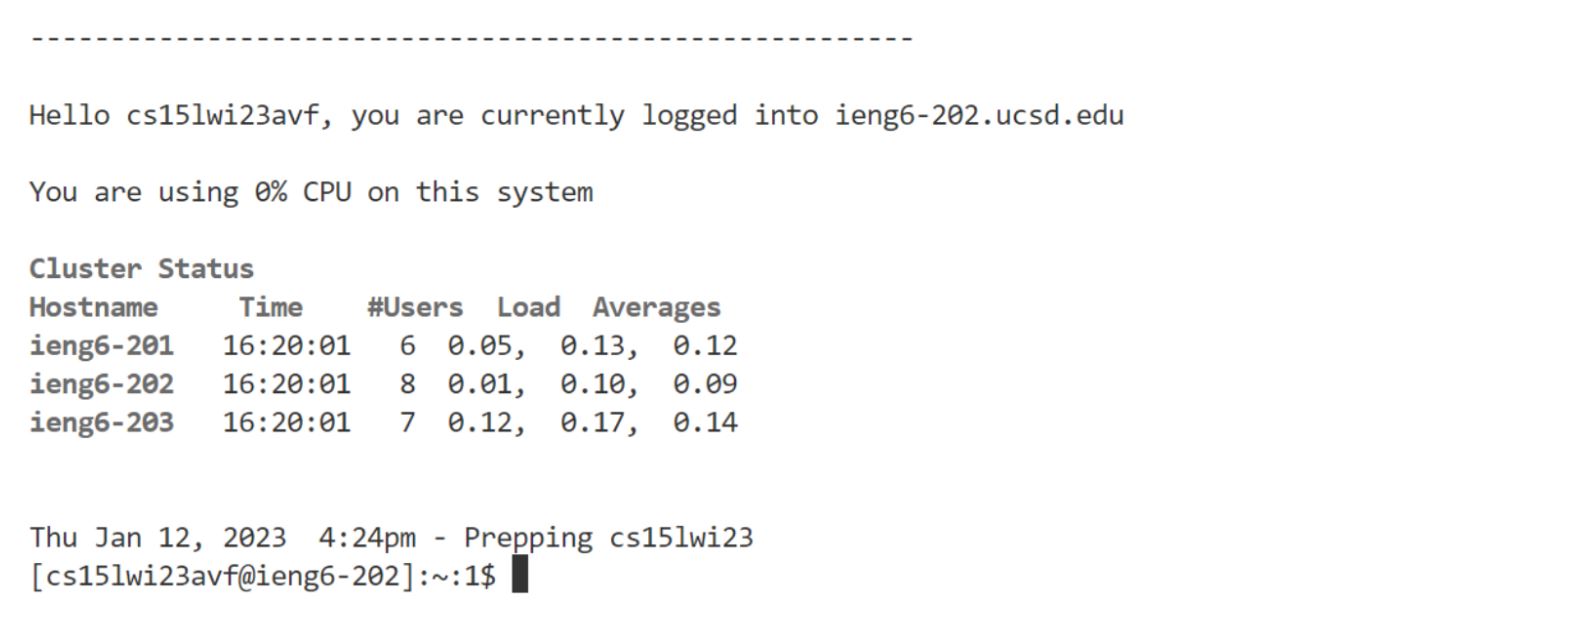 -------------------------------------------------------
Hello cs15lwi23avf, you are currently logged into ieng6-202.ucsd.edu
You are using 0% CPU on this system
Cluster Status
Hostname     Time    #Users  Load  Averages
ieng6-201   16:20:01   6  0.05,  0.13,  0.12
ieng6-202   16:20:01   8  0.01,  0.10,  0.09
ieng6-203   16:20:01   7  0.12,  0.17,  0.14
Thu Jan 12, 2023  4:24pm - Prepping cs15lwi23
[cs15lwi23avf@ieng6-202]:~:1$